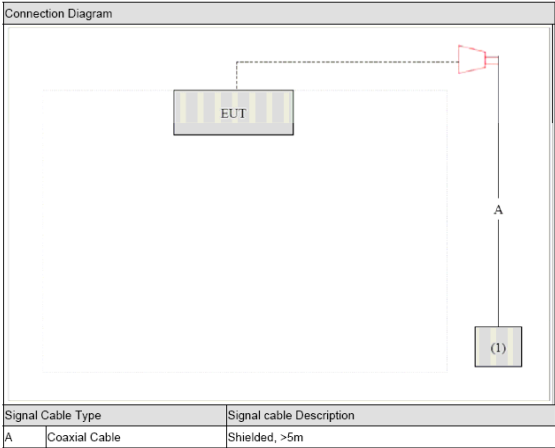 Connection Diagram
EUT
A
(1)
Signal Cable Type Signal cable Description
A Coaxial Cable Shielded, >5m